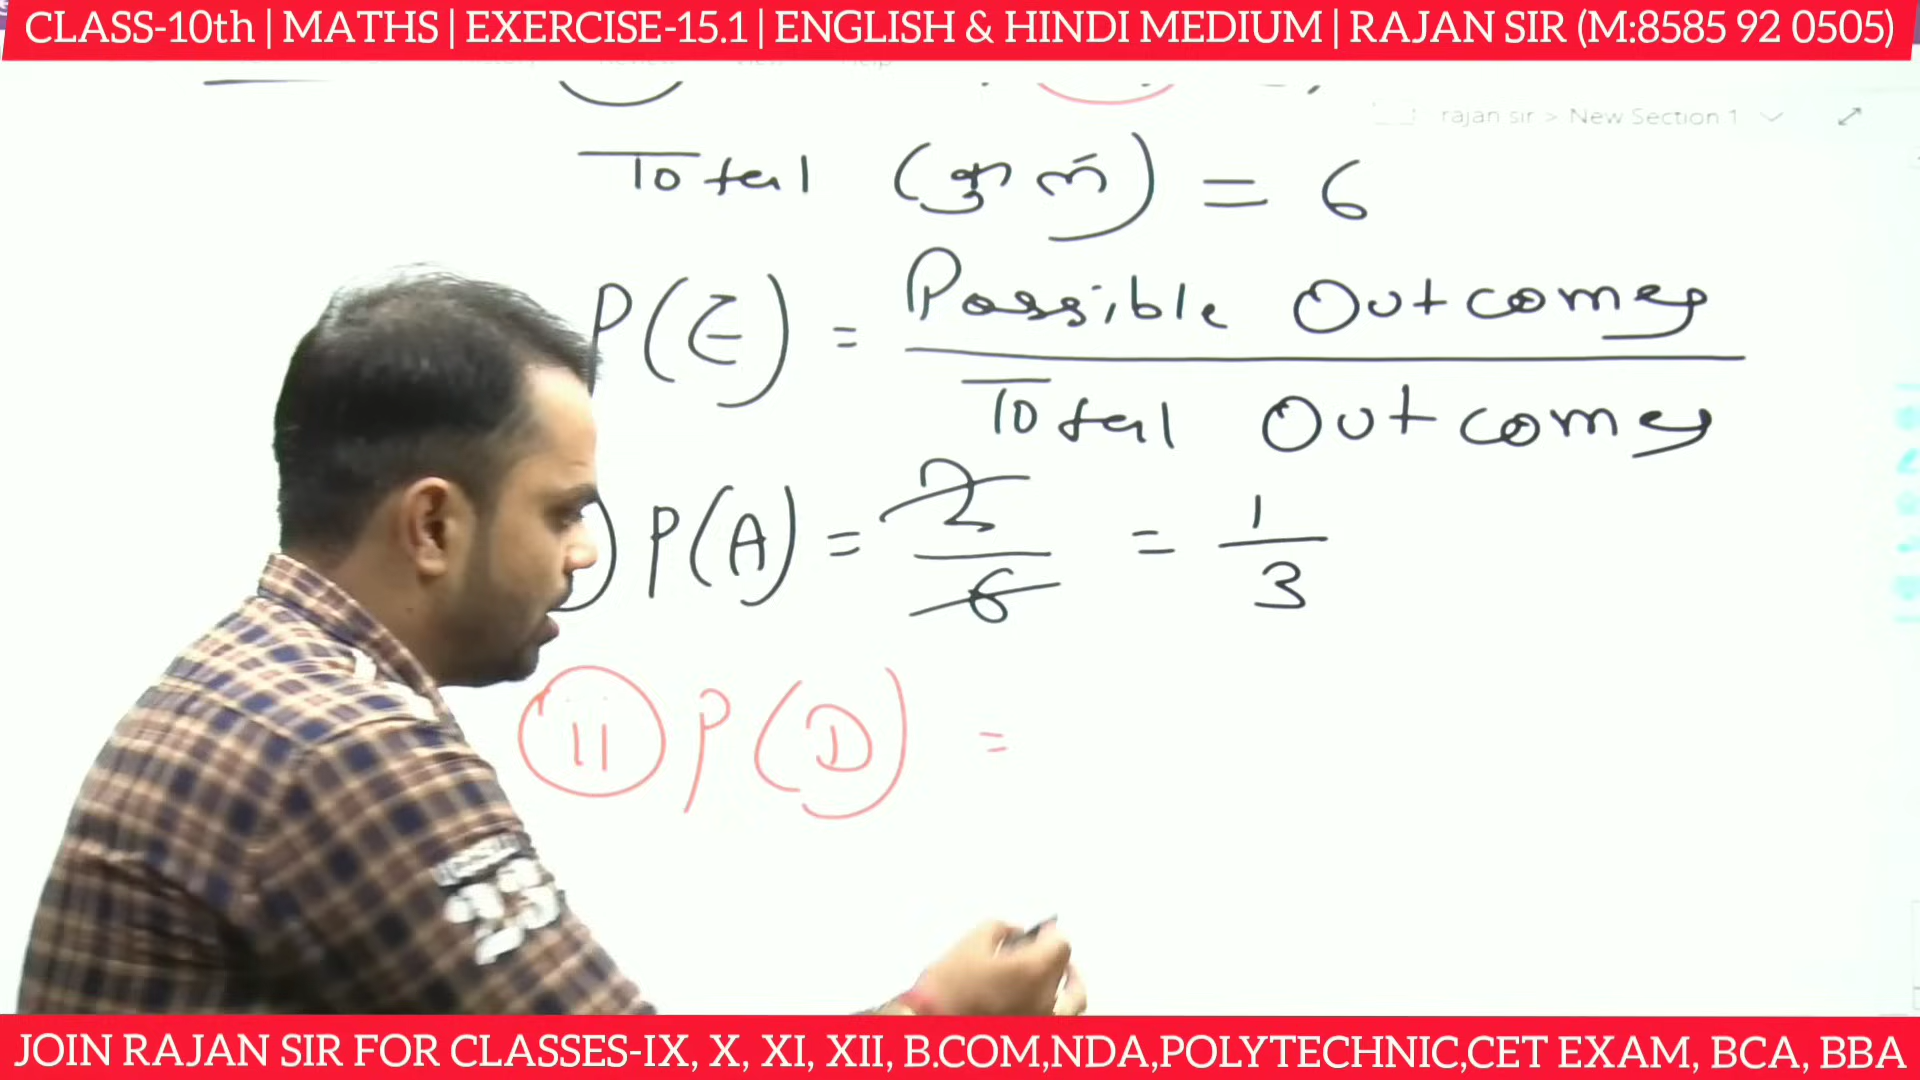 CLASS-10th | MATHS | EXERCISE-15.1 | ENGLISH & HINDI MEDIUM | RAJAN SIR (M:8585 92 0505)
rajan sir > New Section 1
Total ( ) = 6
P(E) = Possible Outcomes
Total Outcomes
P(A) = 2/6 = 1/3
11 P(D) =
JOIN RAJAN SIR FOR CLASSES-IX, X, XI, XII, B.COM,NDA,POLYTECHNIC,CET EXAM, BCA, BBA